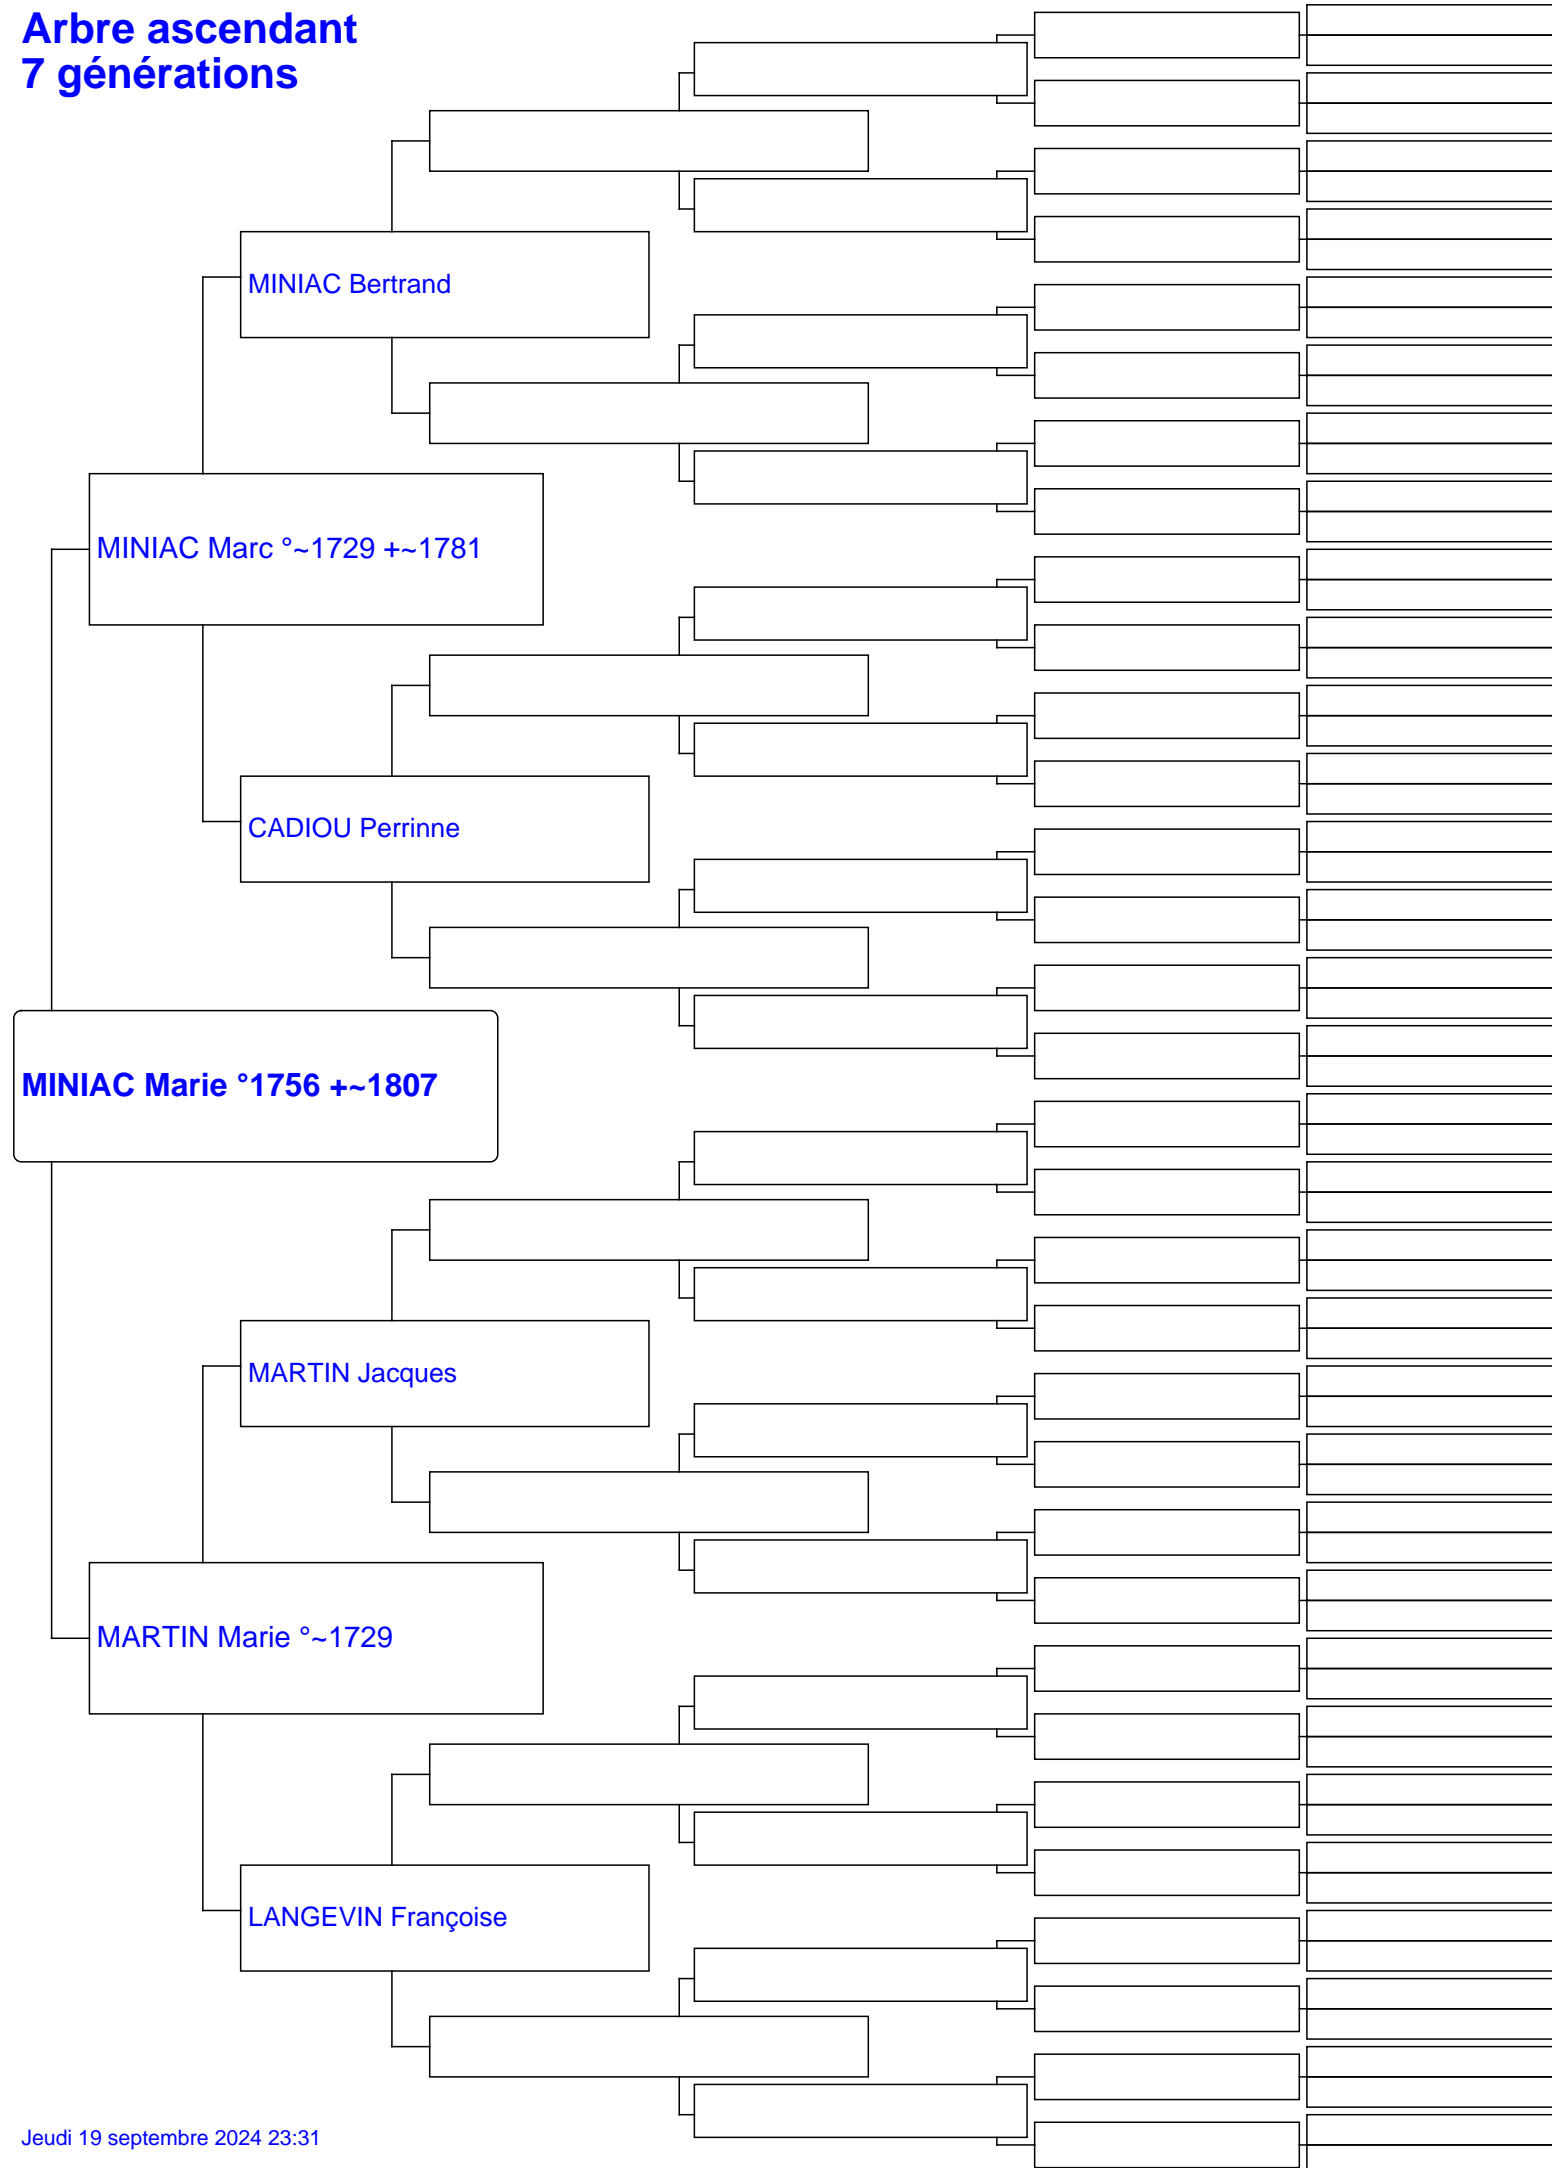 Arbre ascendant
7 générations
MINIAC Bertrand
MINIAC Marc °~1729 +~1781
CADIOU Perrinne
MINIAC Marie °1756 +~1807
MARTIN Jacques
MARTIN Marie °~1729
LANGEVIN Françoise
Jeudi 19 septembre 2024 23:31